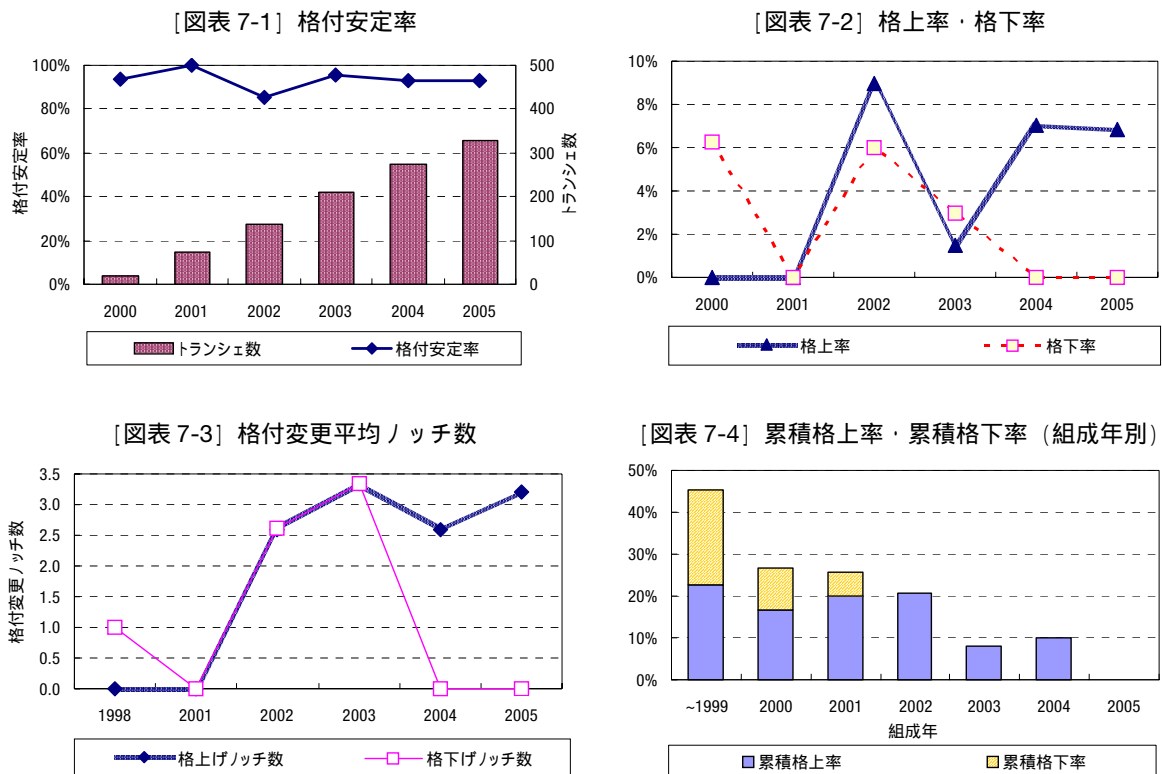 [図表 7-1] 格付安定率
100%
80%
60%
40%
20%
0%
格付安定率
500
400
300
200
100
0
トランシェ数
2000 2001 2002 2003 2004 2005
トランシェ数 格付安定率
[図表 7-2] 格上率・格下率
10%
8%
6%
4%
2%
0%
2000 2001 2002 2003 2004 2005
格上率 格下率
[図表 7-3] 格付変更平均ノッチ数
3.5
3.0
2.5
2.0
1.5
1.0
0.5
0.0
格付変更ノッチ数
1998 2001 2002 2003 2004 2005
格上げノッチ数 格下げノッチ数
[図表 7-4] 累積格上率・累積格下率 (組成年別)
50%
40%
30%
20%
10%
0%
~1999 2000 2001 2002 2003 2004 2005
組成年
累積格上率 累積格下率